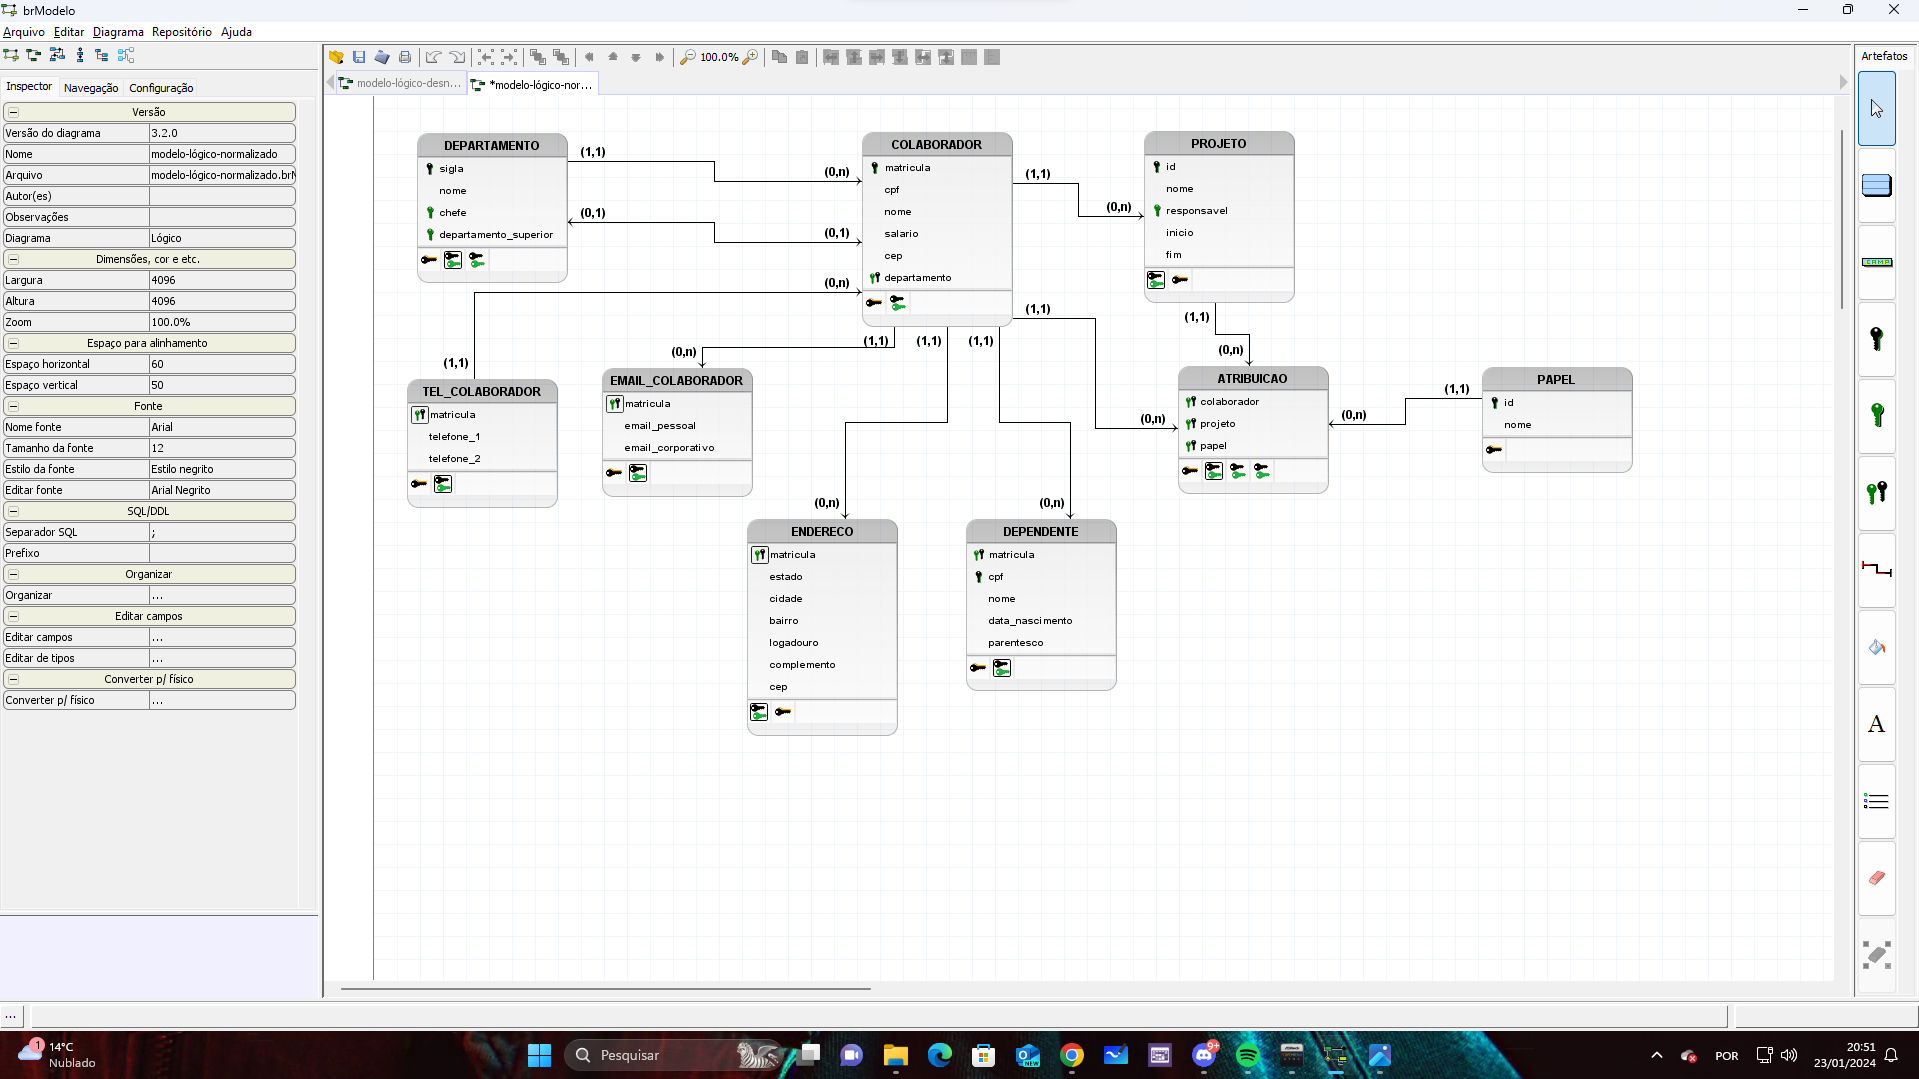 brModelo
Arquivo Editar Diagrama Repositório Ajuda
100.0%
Artefatos
Inspector Navegação Configuração
modelo-lógico-desn...
*modelo-lógico-nor...
Versão
Versão do diagrama 3.2.0
Nome modelo-lógico-normalizado
Arquivo modelo-lógico-normalizado.brM
Autor(es)
Observações
Diagrama Lógico
Dimensões, cor e etc.
Largura 4096
Altura 4096
Zoom 100.0%
Espaço para alinhamento
Espaço horizontal 60
Espaço vertical 50
Fonte
Nome fonte Arial
Tamanho da fonte 12
Estilo da fonte Estilo negrito
Editar fonte Arial Negrito
SQL/DDL
Separador SQL ;
Prefixo
Organizar
Organizar ...
Editar campos
Editar campos ...
Editar de tipos ...
Converter p/ físico
Converter p/ físico ...
DEPARTAMENTO
sigla
nome
chefe
departamento_superior
(1,1)
(0,n)
(0,1)
(0,1)
(0,n)
(1,1)
COLABORADOR
matricula
cpf
nome
salario
cep
departamento
(1,1)
(0,n)
(1,1)
(0,n)
PROJETO
id
nome
responsavel
inicio
fim
(1,1)
(0,n)
(1,1) (1,1) (1,1)
(0,n)
TEL_COLABORADOR
matricula
telefone_1
telefone_2
EMAIL_COLABORADOR
matricula
email_pessoal
email_corporativo
ATRIBUICAO
colaborador
projeto
papel
(0,n)
(1,1)
PAPEL
id
nome
(0,n)
ENDERECO
matricula
estado
cidade
bairro
logadouro
complemento
cep
(0,n)
DEPENDENTE
matricula
cpf
nome
data_nascimento
parentesco
CAMP
A
...
1
14°C
Nublado
Pesquisar
NEW
9+
POR
20:51
23/01/2024